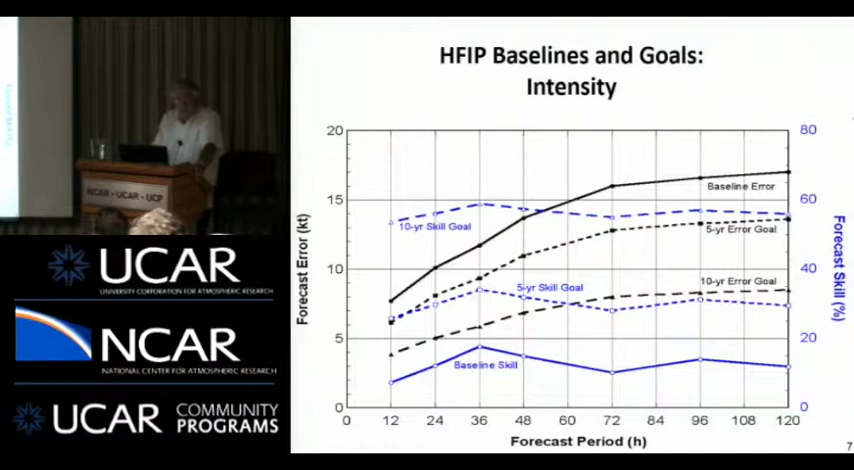 HFIP Baselines and Goals:
Intensity
NCAR - UCAR - UCP
UCAR
UNIVERSITY CORPORATION FOR ATMOSPHERIC RESEARCH
NCAR
NATIONAL CENTER FOR ATMOSPHERIC RESEARCH
UCAR COMMUNITY
PROGRAMS
Forecast Error (kt)
20
15
10
5
0
80
60
40
20
0
Forecast Skill (%)
Baseline Error
10-yr Skill Goal
5-yr Error Goal
10-yr Error Goal
5-yr Skill Goal
Baseline Skill
0 12 24 36 48 60 72 84 96 108 120
Forecast Period (h)
7